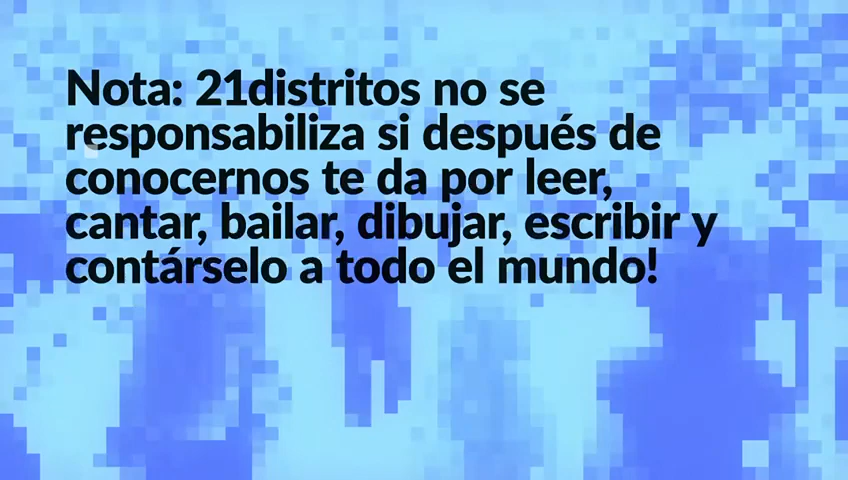 Nota: 21distritos no se
responsabiliza si después de
conocernos te da por leer,
cantar, bailar, dibujar, escribir y
contárselo a todo el mundo!